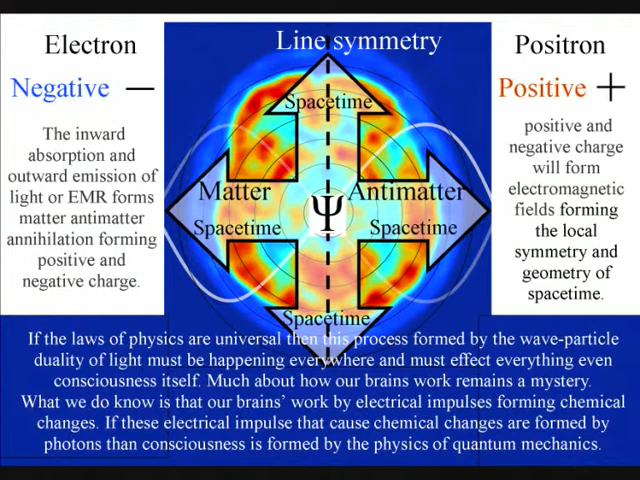 Electron
Negative —
The inward
absorption and
outward emission of
light or EMR forms
matter antimatter
annihilation forming
positive and
negative charge.
Line symmetry
Spacetime
Matter
Antimatter
Ψ
Spacetime
Spacetime
Spacetime
Positron
Positive +
positive and
negative charge
will form
electromagnetic
fields forming
the local
symmetry and
geometry of
spacetime.
If the laws of physics are universal then this process formed by the wave-particle
duality of light must be happening everywhere and must effect everything even
consciousness itself. Much about how our brains work remains a mystery.
What we do know is that our brains' work by electrical impulses forming chemical
changes. If these electrical impulse that cause chemical changes are formed by
photons than consciousness is formed by the physics of quantum mechanics.